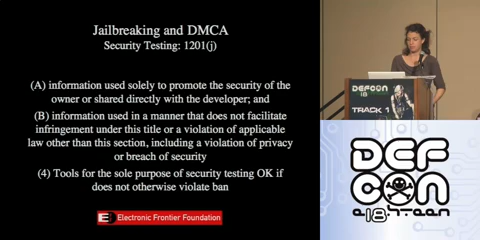 Jailbreaking and DMCA
Security Testing: 1201(j)
(A) information used solely to promote the security of the
owner or shared directly with the developer; and
(B) information used in a manner that does not facilitate
infringement under this title or a violation of applicable
law other than this section, including a violation of privacy
or breach of security
(4) Tools for the sole purpose of security testing OK if
does not otherwise violate ban
Electronic Frontier Foundation
DEFCON
18
TRACK 1
DEF
CON
e18hteen